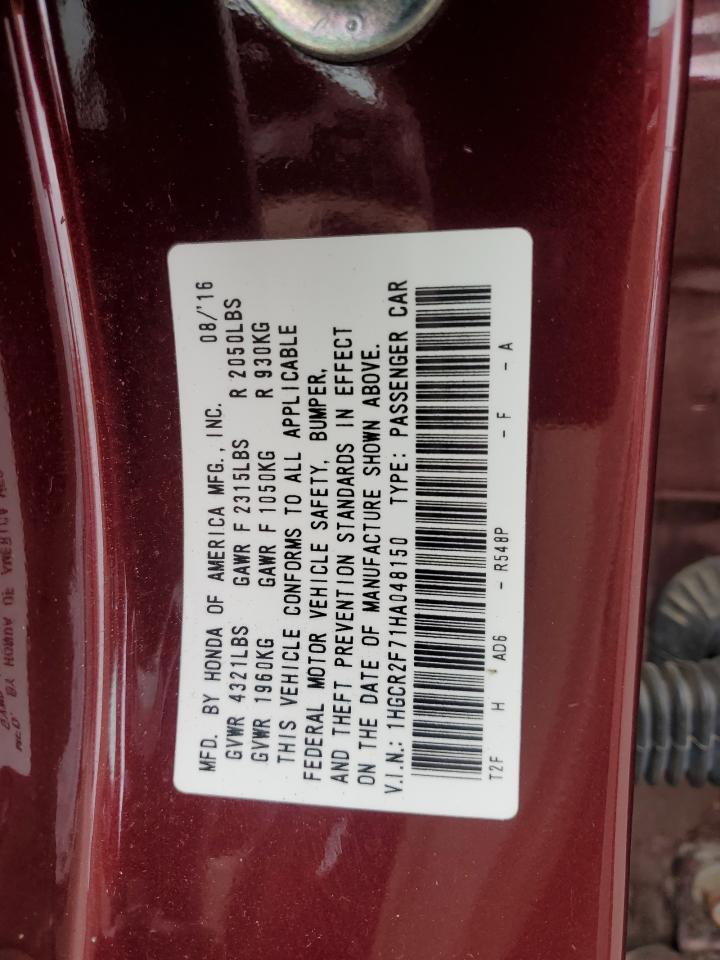 MFD. BY HONDA OF AMERICA MFG., INC. 08/'16
GVWR 4321LBS GAWR F 2315LBS R 2050LBS
GVWR 1960KG GAWR F 1050KG R 930KG
THIS VEHICLE CONFORMS TO ALL APPLICABLE
FEDERAL MOTOR VEHICLE SAFETY, BUMPER,
AND THEFT PREVENTION STANDARDS IN EFFECT
ON THE DATE OF MANUFACTURE SHOWN ABOVE.
V.I.N.: 1HGCR2F71HA048150 TYPE: PASSENGER CAR
T2F H AD6 - R548P - F - A